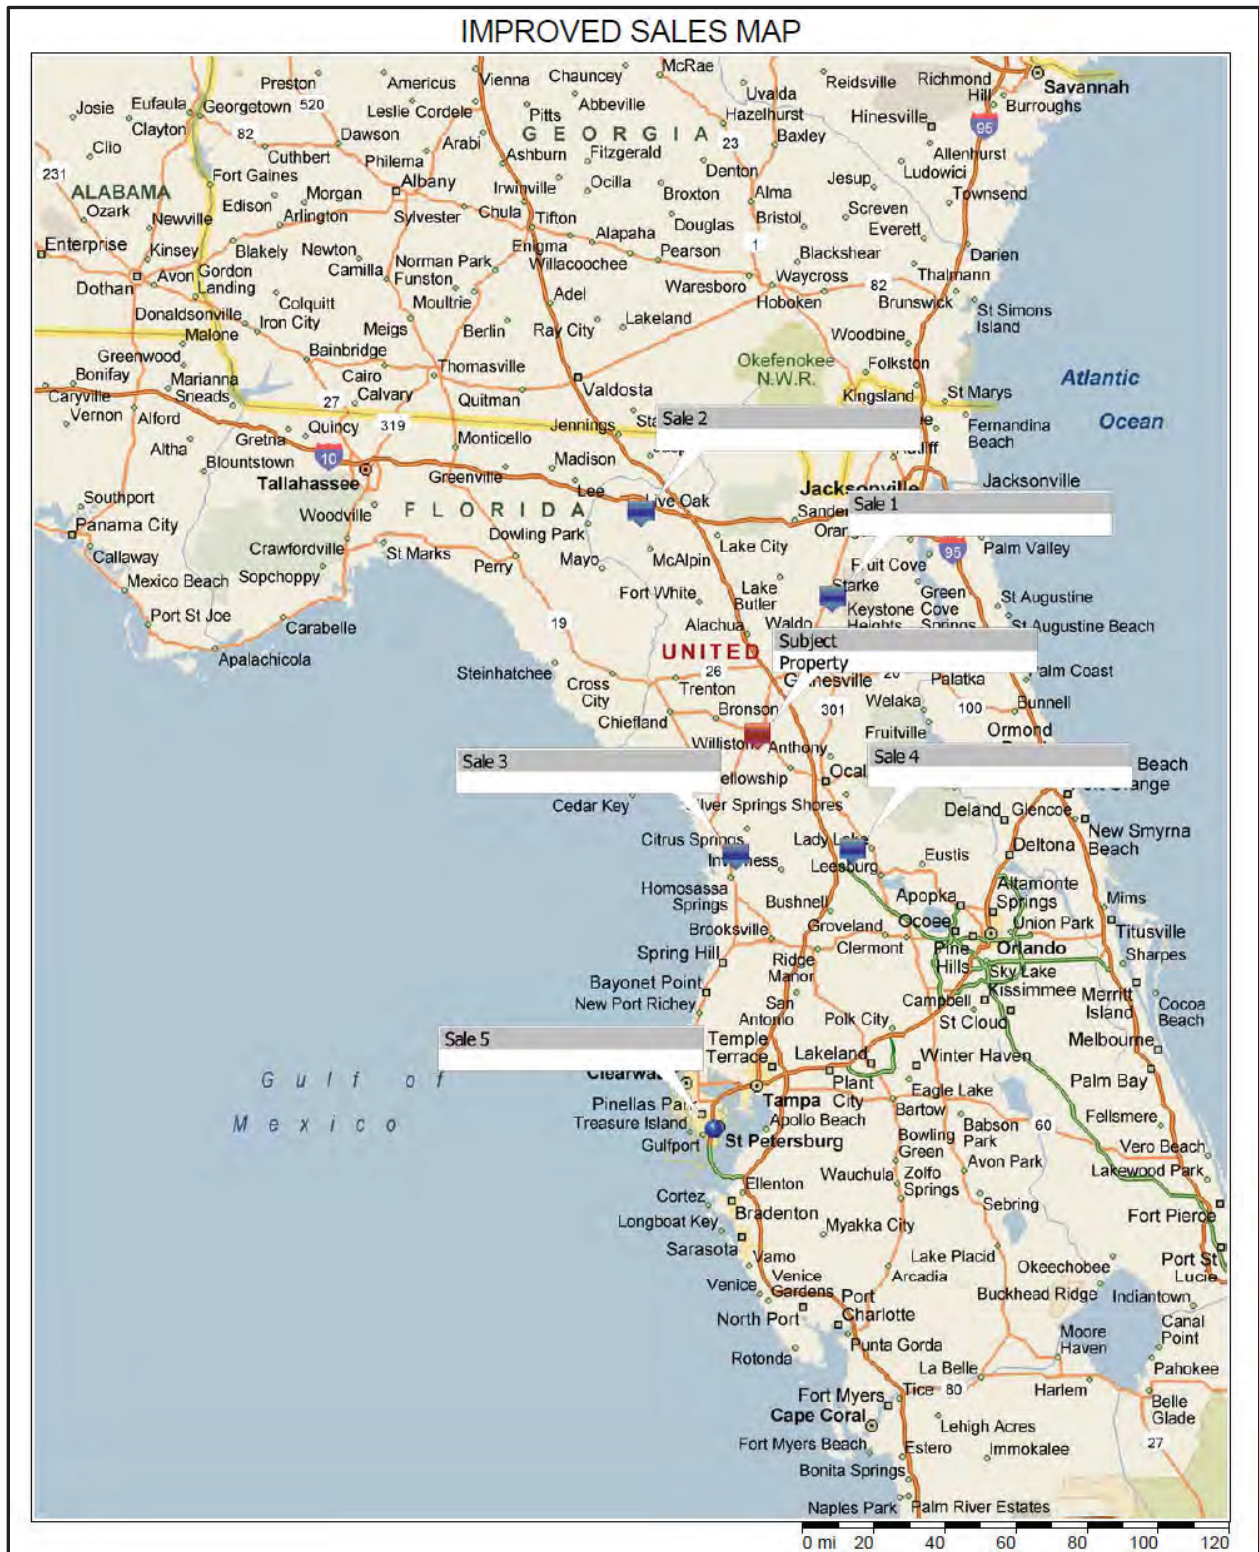 IMPROVED SALES MAP
Preston
Americus
Vienna
Chauncey
McRae
Reidsville
Richmond
Hill
Savannah
Josie
Eufaula
Georgetown
520
Leslie
Cordele
Pitts
Abbeville
Uvalda
Hazelhurst
Hinesville
Burroughs
Clayton
82
Dawson
Arabi
GEORGIA
23
Baxley
95
Clio
Cuthbert
Philema
Ashburn
Fitzgerald
Allenhurst
231
ALABAMA
Fort Gaines
Morgan
Albany
Irwinville
Ocilla
Denton
Broxton
Alma
Jesup
Ludowici
Townsend
Ozark
Newville
Edison
Arlington
Sylvester
Chula
Tifton
Douglas
Bristol
Screven
Everett
Enterprise
Kinsey
Blakely
Newton
Norman Park
Enigma
Alapaha
Pearson
1
Blackshear
Darien
Dothan
Avon
Gordon
Landing
Camilla
Funston
Willacoochee
Waresboro
Waycross
Thalmann
82
Colquitt
Moultrie
Adel
Hoboken
Brunswick
St Simons
Island
Donaldsonville
Iron City
Meigs
Berlin
Ray City
Lakeland
Woodbine
Malone
Greenwood
Bainbridge
Thomasville
Okefenokee
N.W.R.
Folkston
Bonifay
Marianna
Cairo
Valdosta
Atlantic
Ocean
Caryville
Sneads
27
Calvary
Quitman
Kingsland
St Marys
Vernon
Alford
319
Jennings
Sta
Sale 2
Fernandina
Beach
Altha
Gretna
Quincy
Monticello
Blountstown
10
Madison
Tallahassee
Greenville
Lee
Live Oak
Jacksonville
Jacksonville
Southport
Woodville
FLORIDA
Sale 1
Panama City
Crawfordville
St Marks
Dowling Park
Lake City
95
Palm Valley
Callaway
Sopchoppy
Perry
Mayo
McAlpin
Fruit Cove
Mexico Beach
Fort White
Lake
Butler
Starke
Green
Cove
Springs
St Augustine
Port St Joe
Carabelle
19
Alachua
Waldo
Keystone
Heights
St Augustine Beach
Apalachicola
UNITED
Subject
Property
Steinhatchee
26
Palatka
Palm Coast
Cross
City
Trenton
Gainesville
Chiefland
Bronson
301
Welaka
100
Bunnell
Fruitville
Ormond
Williston
Anthony
Sale 3
Sale 4
Beach
ellowship
Ocal
Cedar Key
Silver Springs Shores
Deland
Glencoe
New Smyrna
Beach
Citrus Springs
Lady Lake
Deltona
Inverness
Leesburg
Eustis
Homosassa
Springs
Bushnell
Apopka
Altamonte
Springs
Mims
Brooksville
Groveland
Ocoee
Union Park
Titusville
Spring Hill
Clermont
Pine
Hills
Orlando
Sharpes
Ridge
Manor
Sky Lake
Bayonet Point
San
Antonio
Campbell
Kissimmee
Merritt
Island
Cocoa
Beach
New Port Richey
Polk City
St Cloud
Sale 5
Temple
Terrace
Lakeland
Winter Haven
Melbourne
Gulf of
Mexico
Clearwa
Plant
City
Eagle Lake
Palm Bay
Tampa
Pinellas Par
Treasure Island
Apollo Beach
Bartow
Babson
Park
60
Fellsmere
Gulfport
St Petersburg
Bowling
Green
Vero Beach
Wauchula
Zolfo
Springs
Avon Park
Lakewood Park
Ellenton
Cortez
Bradenton
Sebring
Fort Pierce
Longboat Key
Myakka City
Sarasota
Vamo
Lake Placid
Okeechobee
Port St
Lucie
Venice
Venice
Gardens
Arcadia
Buckhead Ridge
Indiantown
North Port
Port
Charlotte
Canal
Point
Rotonda
Punta Gorda
Moore
Haven
La Belle
Pahokee
Fort Myers
Tice
80
Harlem
Belle
Glade
Cape Coral
Lehigh Acres
Fort Myers Beach
Estero
Immokalee
27
Bonita Springs
Naples Park
Palm River Estates
0 mi 20 40 60 80 100 120